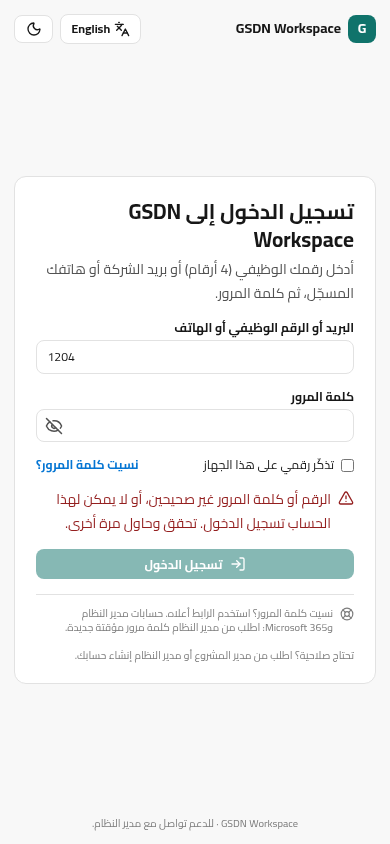 G GSDN Workspace
English
تسجيل الدخول إلى GSDN
Workspace
أدخل رقمك الوظيفي (4 أرقام) أو بريد الشركة أو هاتفك
المسجّل، ثم كلمة المرور.
البريد أو الرقم الوظيفي أو الهاتف
1204
كلمة المرور
تذكّر رقمي على هذا الجهاز
نسيت كلمة المرور؟
الرقم أو كلمة المرور غير صحيحين، أو لا يمكن لهذا
الحساب تسجيل الدخول. تحقق وحاول مرة أخرى.
تسجيل الدخول
نسيت كلمة المرور؟ استخدم الرابط أعلاه. حسابات مدير النظام
وMicrosoft 365: اطلب من مدير النظام كلمة مرور مؤقتة جديدة.
تحتاج صلاحية؟ اطلب من مدير المشروع أو مدير النظام إنشاء حسابك.
GSDN Workspace · للدعم تواصل مع مدير النظام.